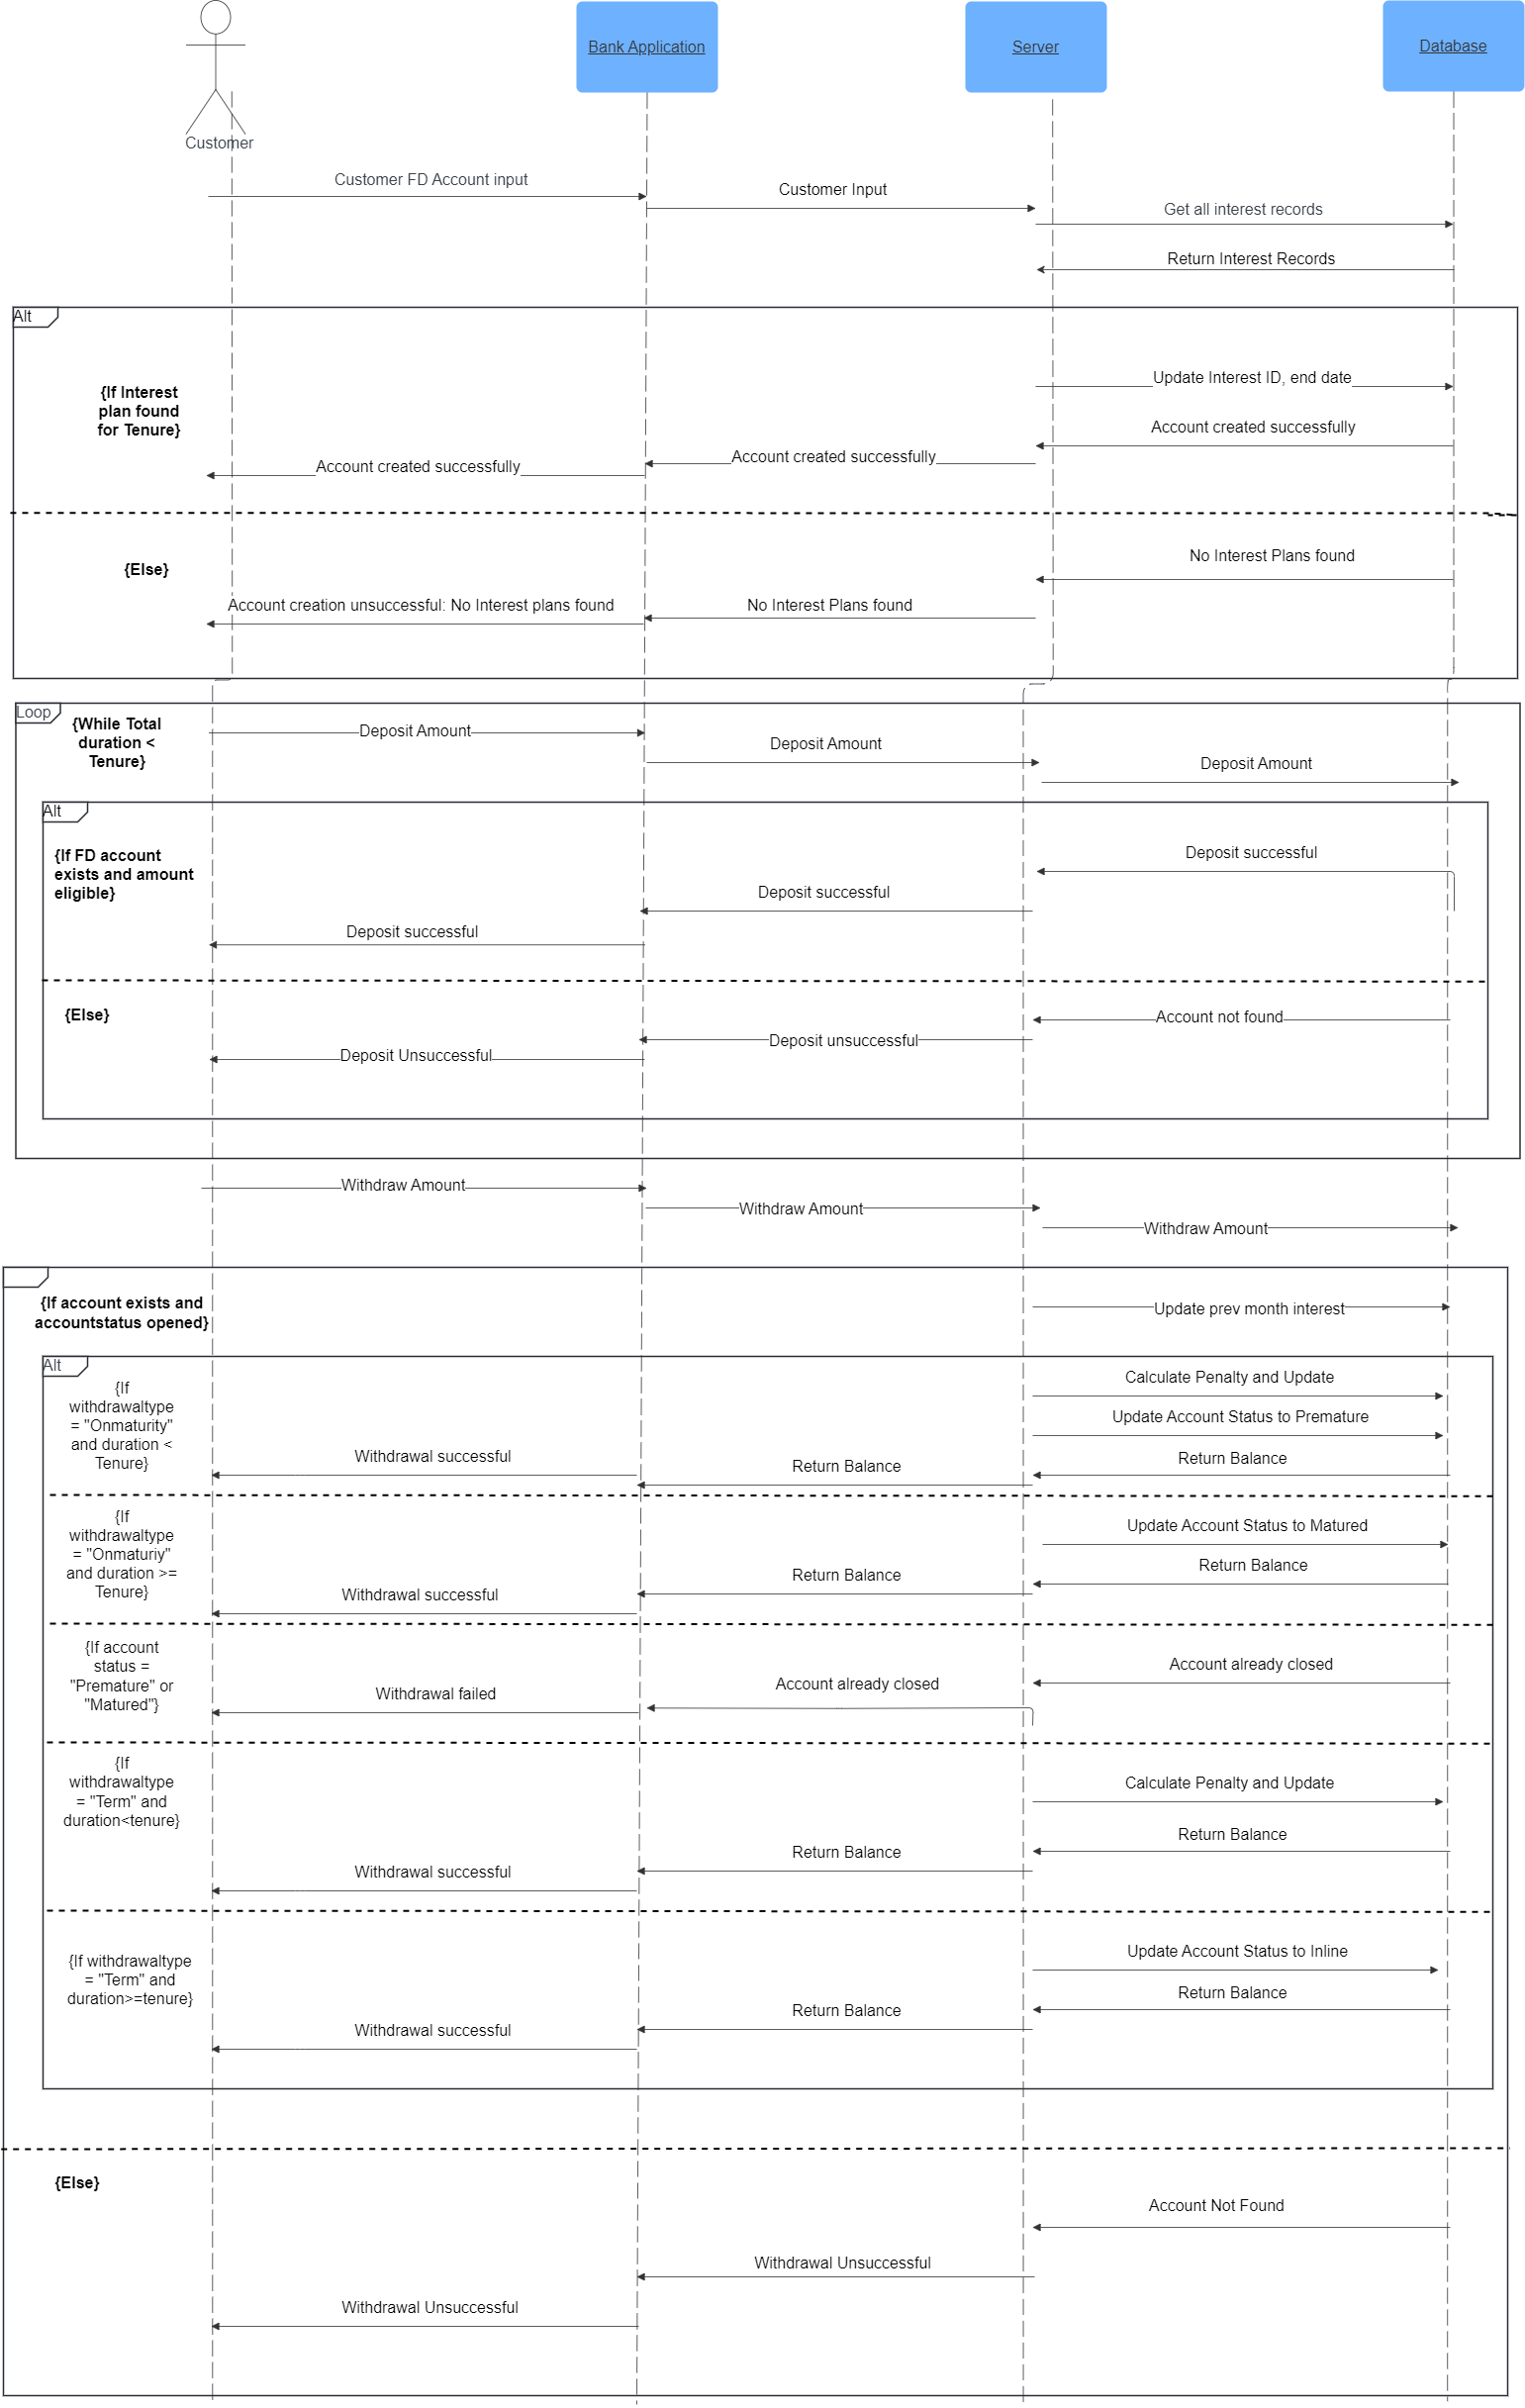 Bank Application
Server
Database
Customer
Customer FD Account input
Customer Input
Get all interest records
Return Interest Records
Alt
{If Interest
plan found
for Tenure}
Update Interest ID, end date
Account created successfully
Account created successfully
Account created successfully
{Else}
No Interest Plans found
No Interest Plans found
Account creation unsuccessful: No Interest plans found
Loop
{While Total
duration <
Tenure}
Deposit Amount
Deposit Amount
Deposit Amount
Alt
{If FD account
exists and amount
eligible}
Deposit successful
Deposit successful
Deposit successful
{Else}
Account not found
Deposit unsuccessful
Deposit Unsuccessful
Withdraw Amount
Withdraw Amount
Withdraw Amount
{If account exists and
accountstatus opened}
Update prev month interest
Alt
{If
withdrawaltype
= "Onmaturity"
and duration <
Tenure}
Calculate Penalty and Update
Update Account Status to Premature
Return Balance
Return Balance
Withdrawal successful
{If
withdrawaltype
= "Onmaturiy"
and duration >=
Tenure}
Update Account Status to Matured
Return Balance
Return Balance
Withdrawal successful
{If account
status =
"Premature" or
"Matured"}
Account already closed
Account already closed
Withdrawal failed
{If
withdrawaltype
= "Term" and
duration<tenure}
Calculate Penalty and Update
Return Balance
Return Balance
Withdrawal successful
{If withdrawaltype
= "Term" and
duration>=tenure}
Update Account Status to Inline
Return Balance
Return Balance
Withdrawal successful
{Else}
Account Not Found
Withdrawal Unsuccessful
Withdrawal Unsuccessful